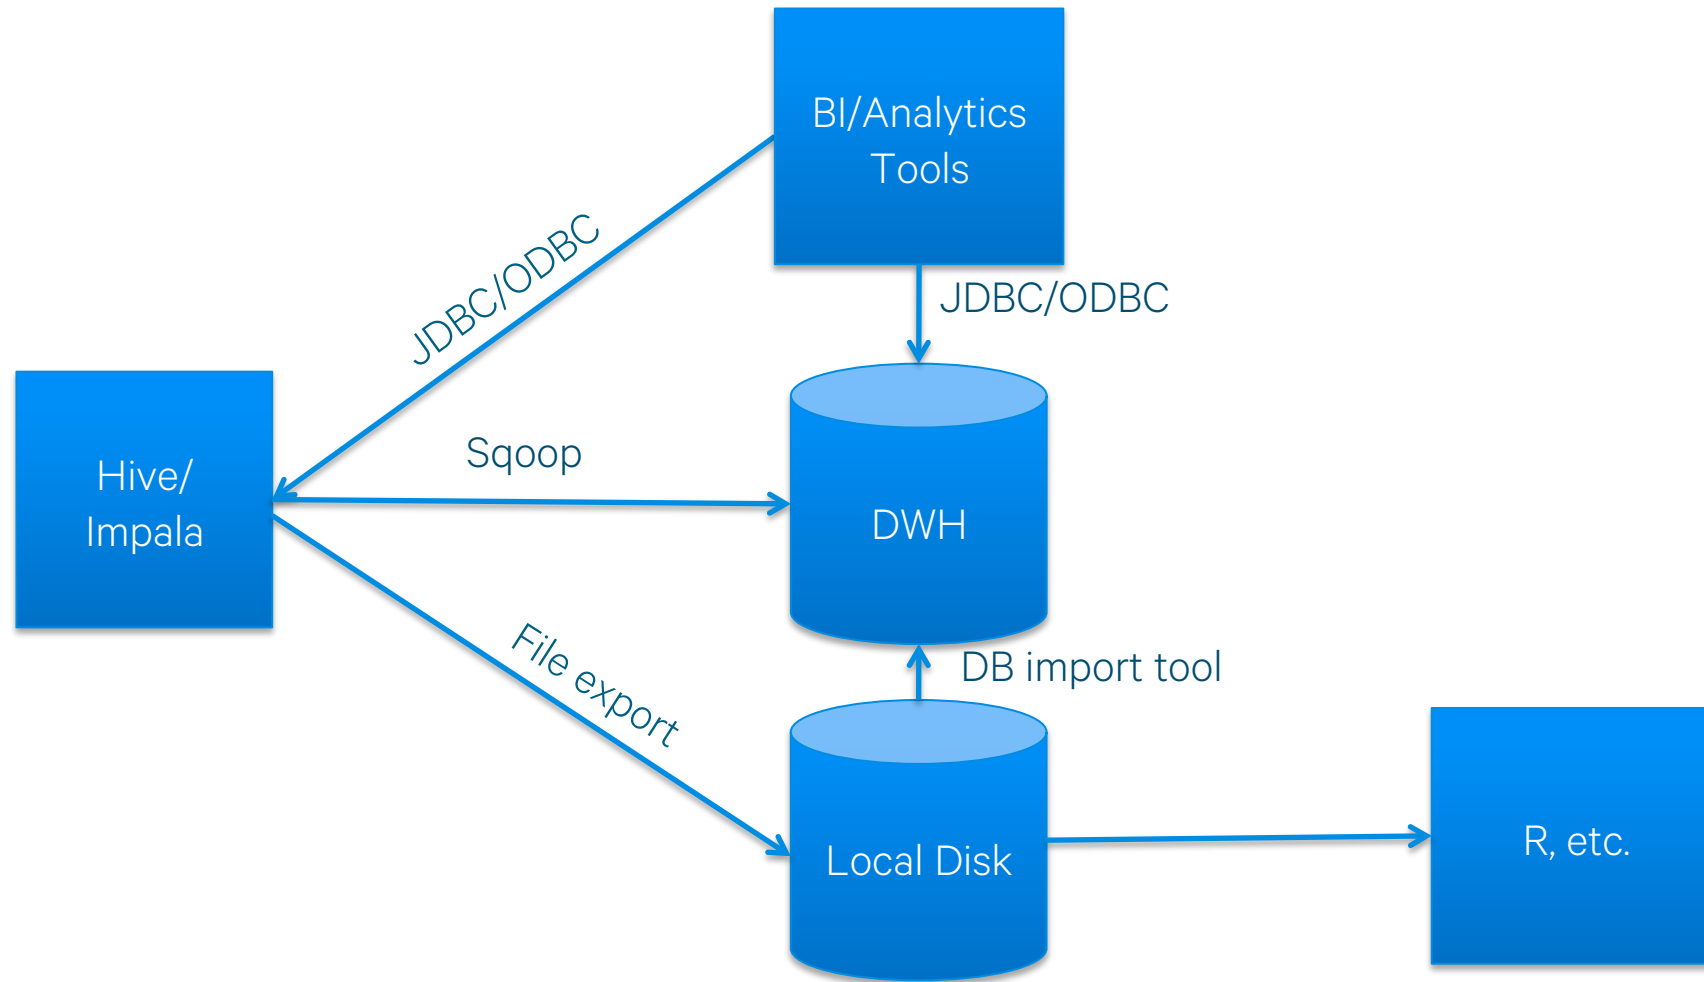 BI/Analytics
Tools
JDBC/ODBC
JDBC/ODBC
Hive/
Impala
Sqoop
DWH
File export
DB import tool
Local Disk
R, etc.